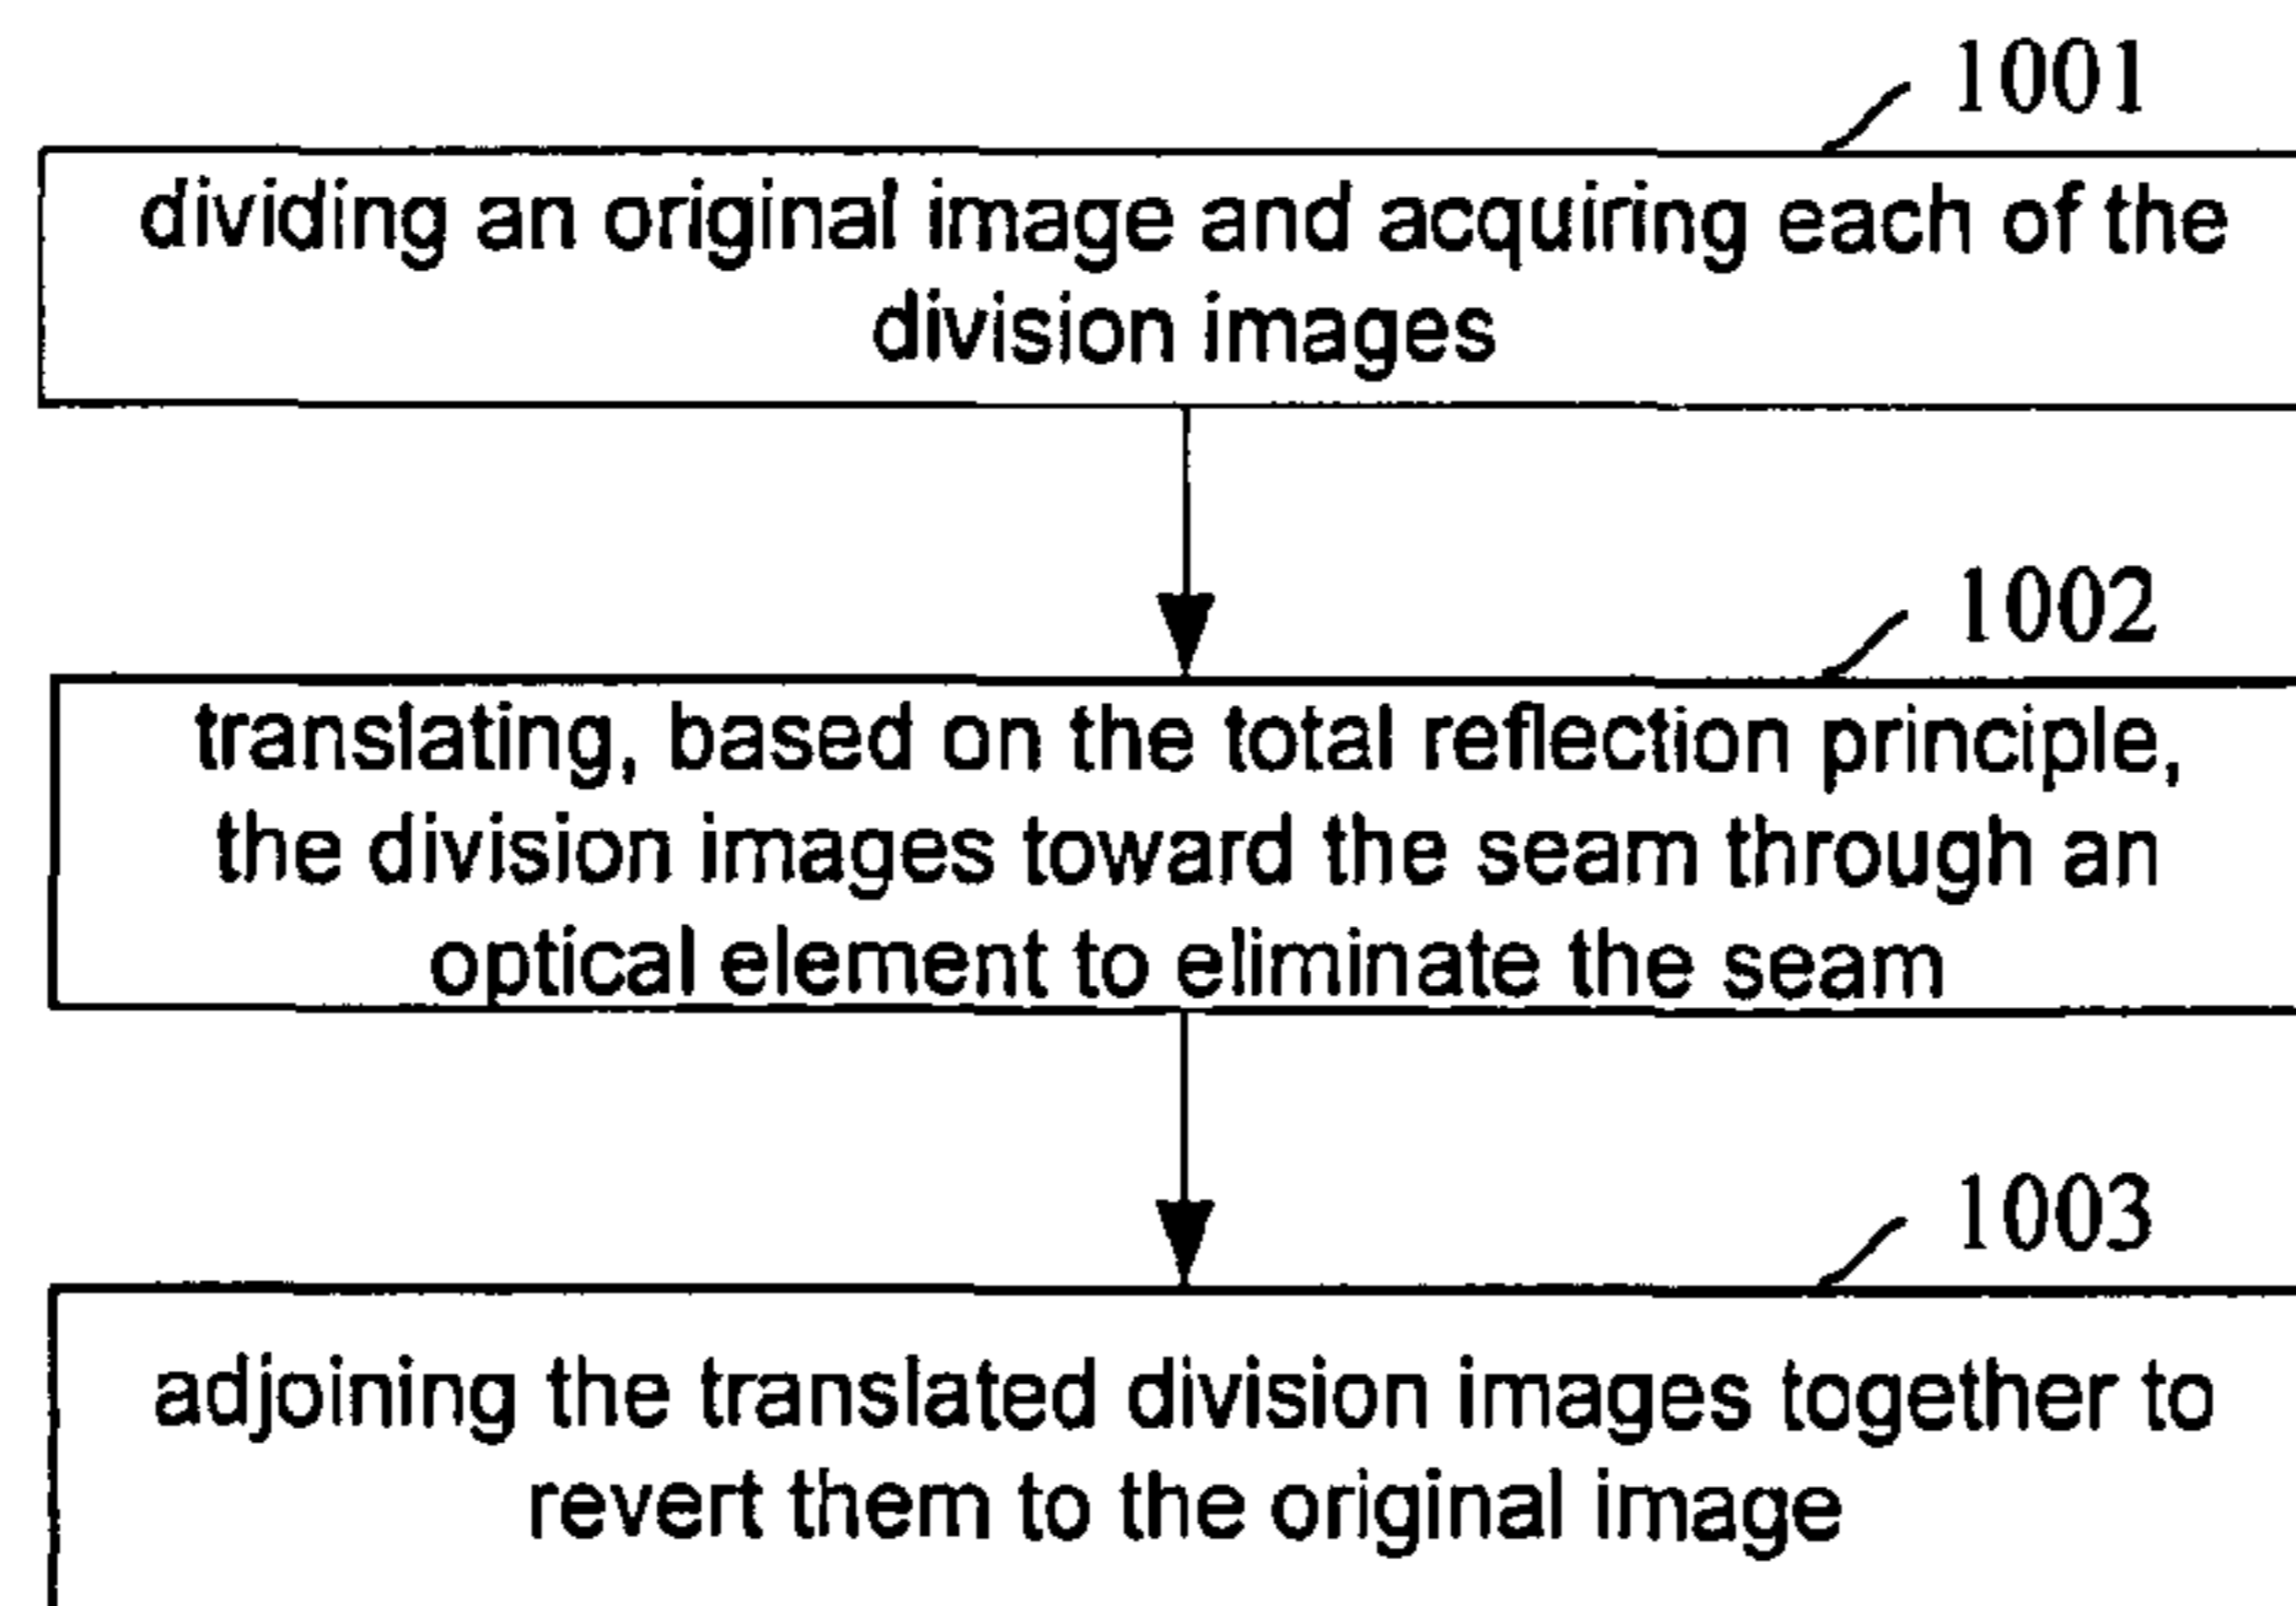 1001
dividing an original image and acquiring each of the
division images
1002
translating, based on the total reflection principle,
the division images toward the seam through an
optical element to eliminate the seam
1003
adjoining the translated division images together to
revert them to the original image